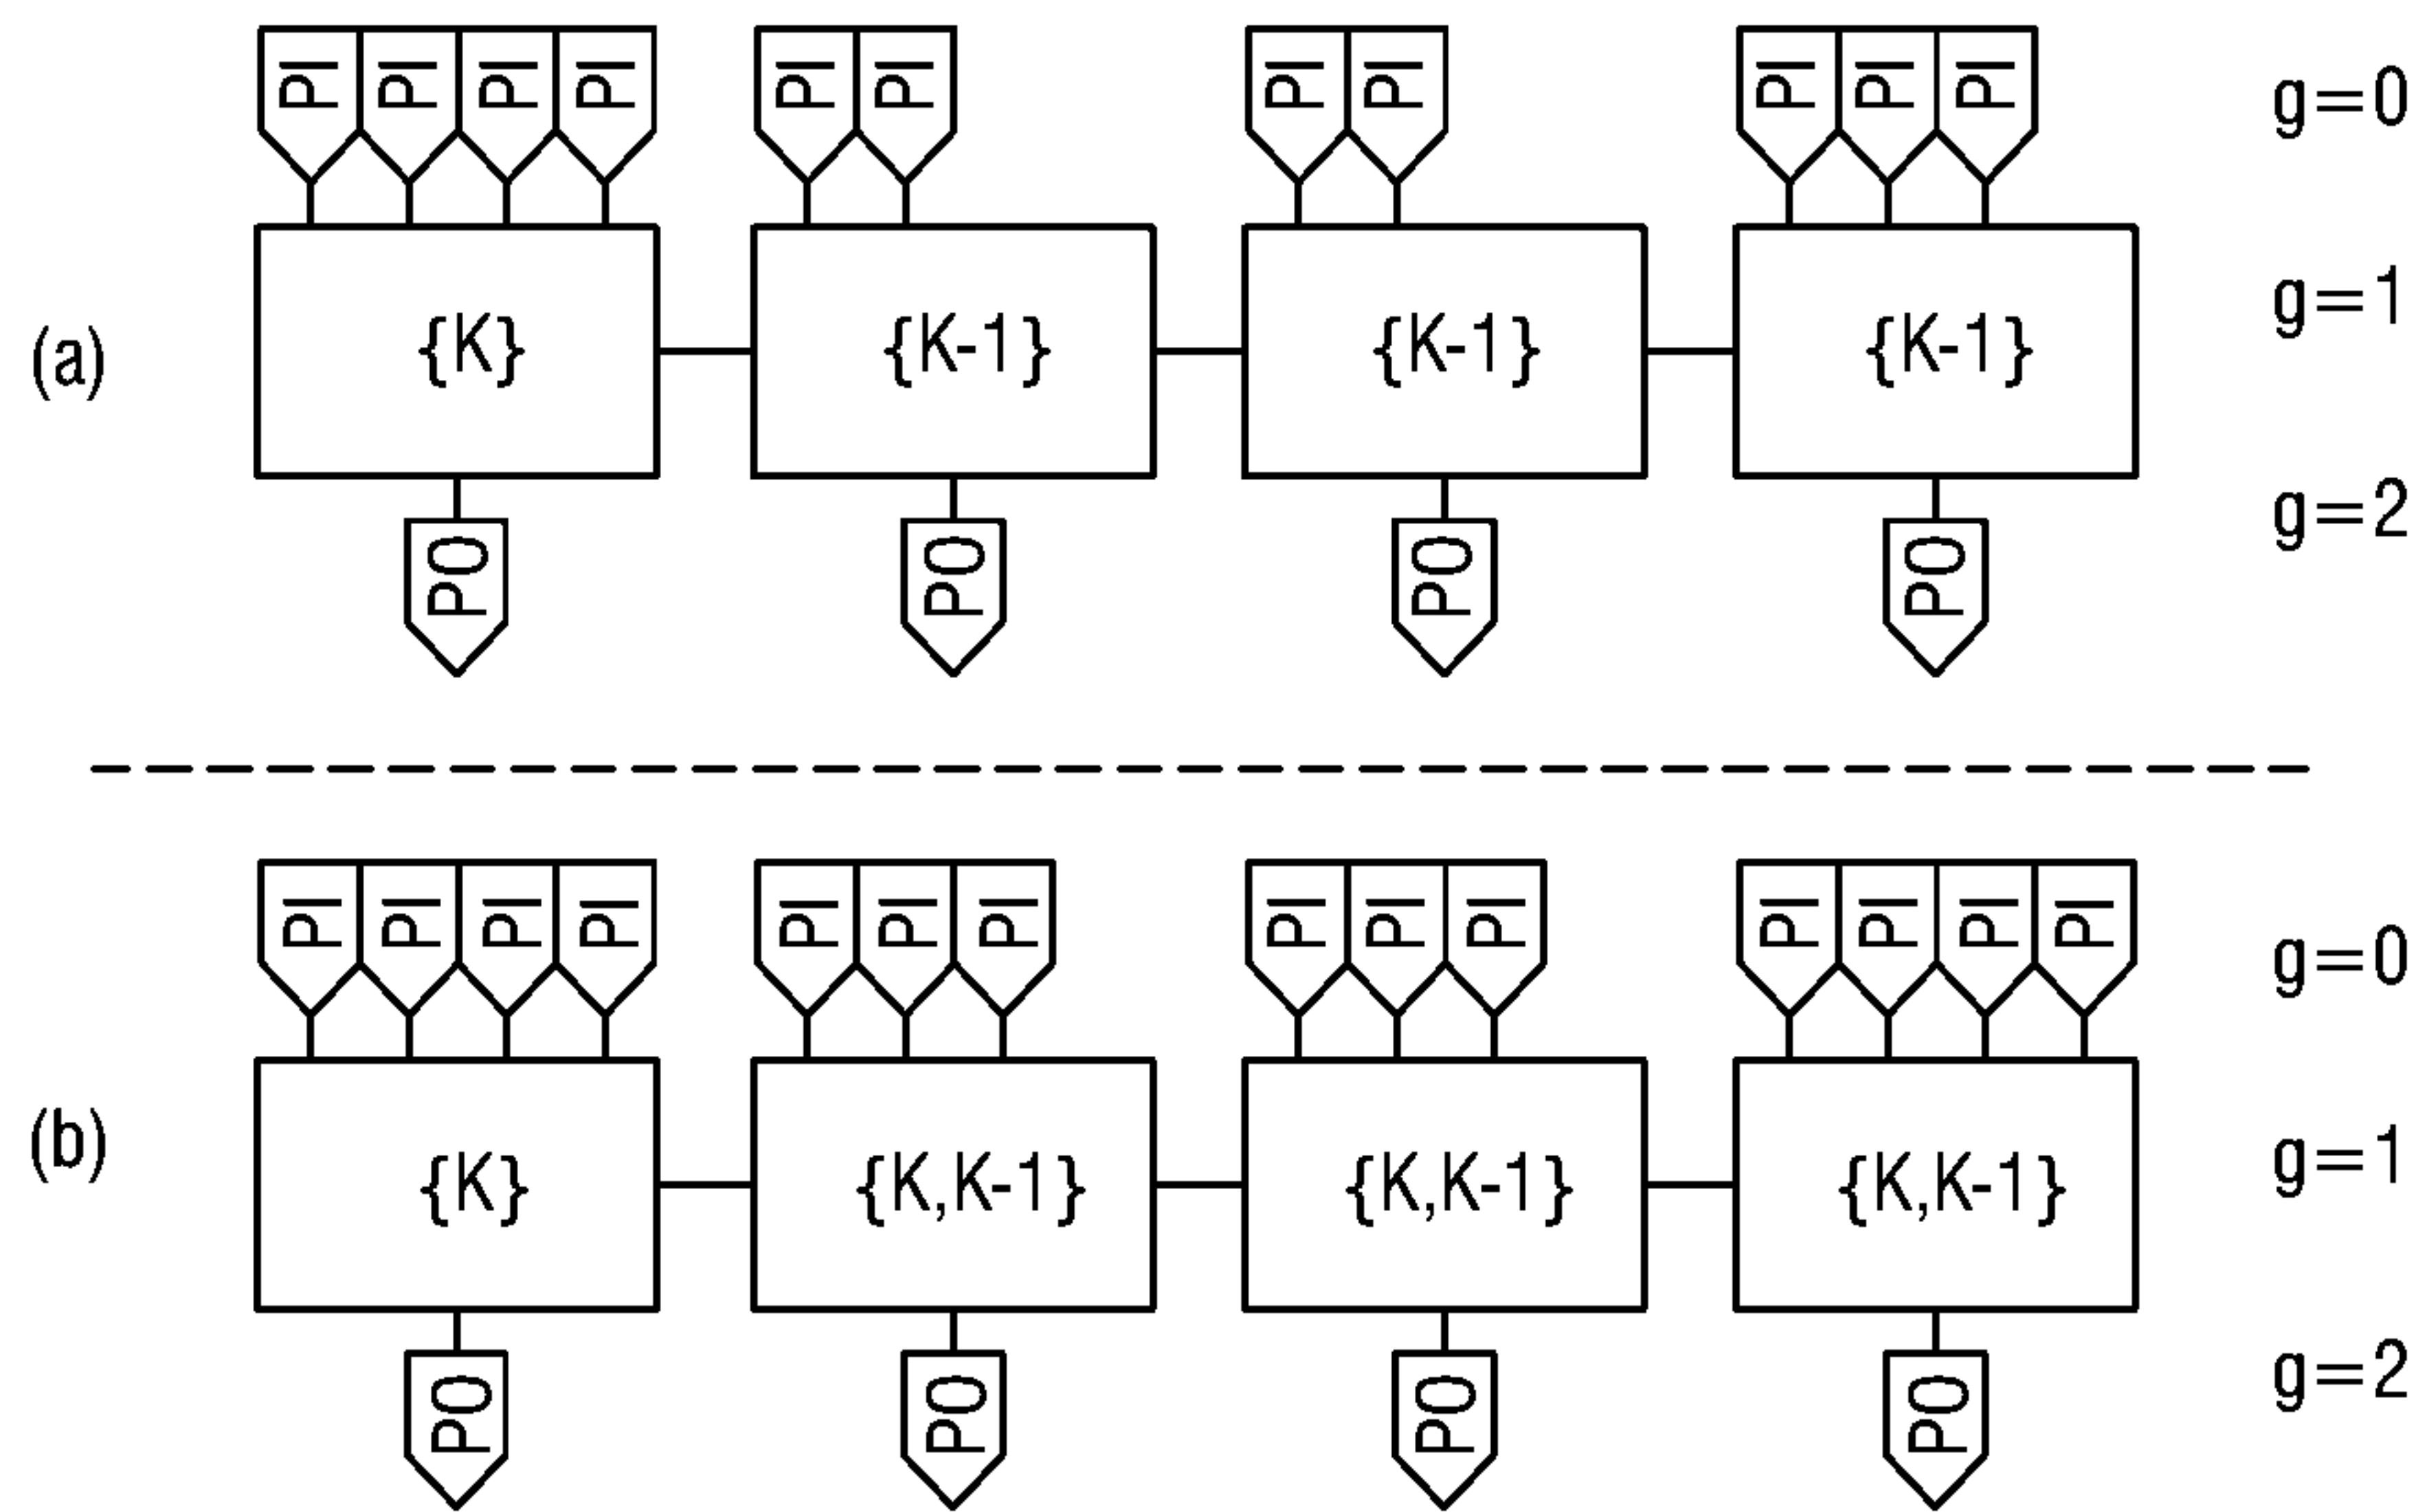 PI PI PI PI PI PI PI PI PI PI PI g=0
(a) {K} {K-1} {K-1} {K-1} g=1
PO PO PO PO g=2
PI PI PI PI PI PI PI PI PI PI PI PI PI PI g=0
(b) {K} {K,K-1} {K,K-1} {K,K-1} g=1
PO PO PO PO g=2